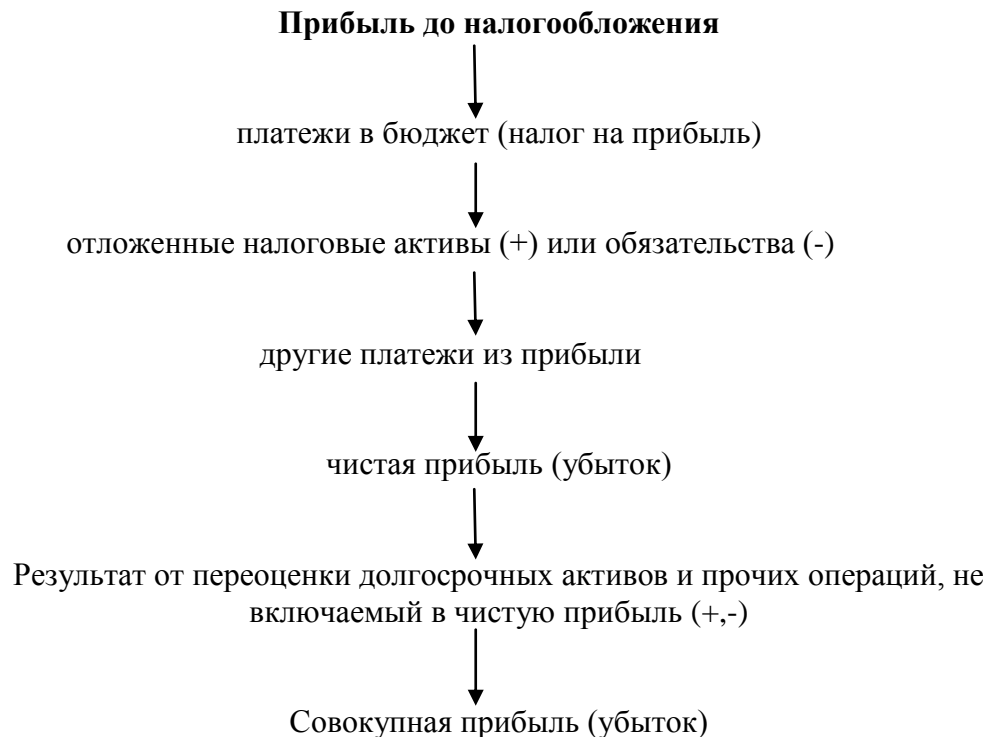 Прибыль до налогообложения
платежи в бюджет (налог на прибыль)
отложенные налоговые активы (+) или обязательства (-)
другие платежи из прибыли
чистая прибыль (убыток)
Результат от переоценки долгосрочных активов и прочих операций, не
включаемый в чистую прибыль (+,-)
Совокупная прибыль (убыток)